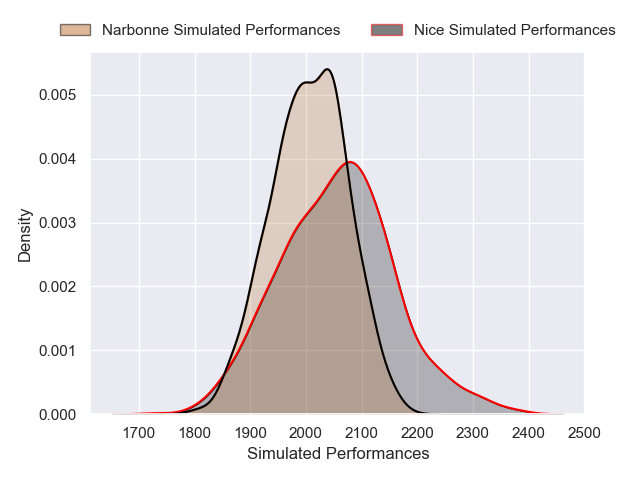 Narbonne Simulated Performances
Nice Simulated Performances
0.005
0.004
0.003
0.002
0.001
0.000
Density
1700 1800 1900 2000 2100 2200 2300 2400 2500
Simulated Performances